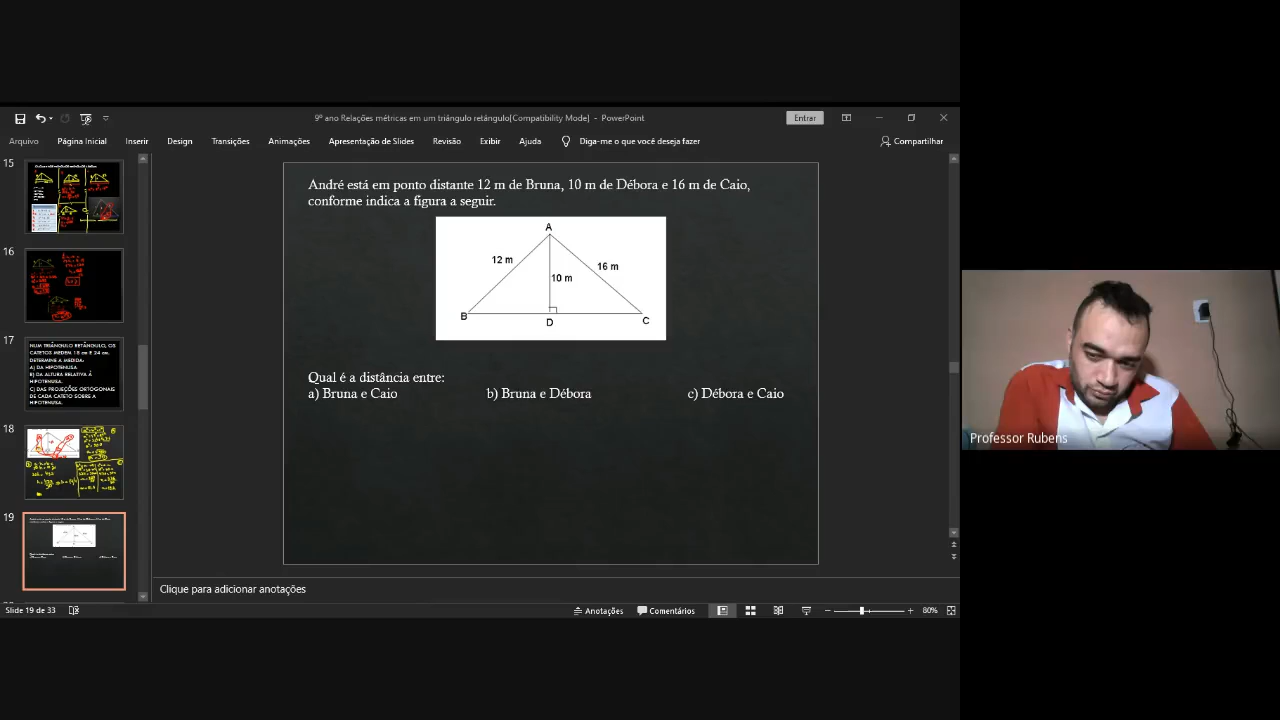 9º ano Relações métricas em um triângulo retângulo[Compatibility Mode] - PowerPoint
Entrar
Arquivo Página Inicial Inserir Design Transições Animações Apresentação de Slides Revisão Exibir Ajuda Diga-me o que você deseja fazer Compartilhar
15
16
17
NUM TRIÂNGULO RETÂNGULO, OS
CATETOS MEDEM 18 cm E 24 cm.
DETERMINE A MEDIDA:
A) DA HIPOTENUSA
B) DA ALTURA RELATIVA À
HIPOTENUSA.
C) DAS PROJEÇÕES ORTOGONAIS
DE CADA CATETO SOBRE A
HIPOTENUSA.
18
19
André está em ponto distante 12 m de Bruna, 10 m de Débora e 16 m de Caio,
conforme indica a figura a seguir.
A
12 m
16 m
10 m
B
D
C
Qual é a distância entre:
a) Bruna e Caio b) Bruna e Débora c) Débora e Caio
Professor Rubens
Clique para adicionar anotações
Slide 19 de 33 Anotações Comentários 80%